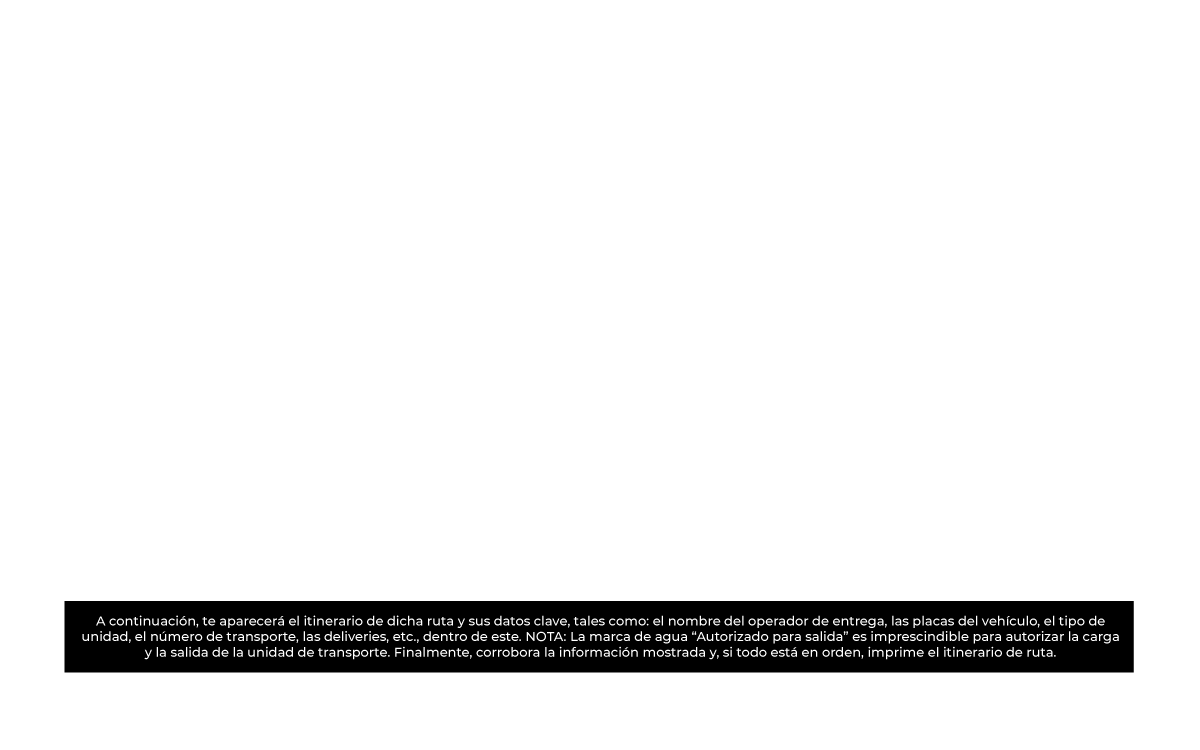 A continuación, te aparecerá el itinerario de dicha ruta y sus datos clave, tales como: el nombre del operador de entrega, las placas del vehículo, el tipo de
unidad, el número de transporte, las deliveries, etc., dentro de este. NOTA: La marca de agua “Autorizado para salida” es imprescindible para autorizar la carga
y la salida de la unidad de transporte. Finalmente, corrobora la información mostrada y, si todo está en orden, imprime el itinerario de ruta.